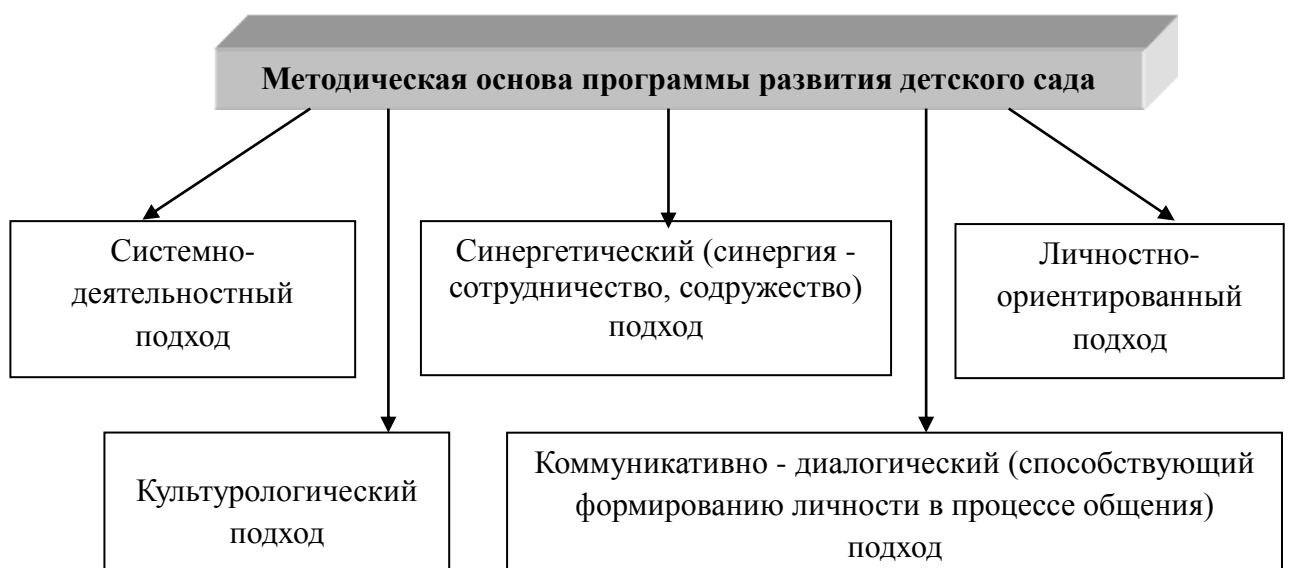 Методическая основа программы развития детского сада
Системно-
деятельностный
подход
Синергетический (синергия -
сотрудничество, содружество)
подход
Личностно-
ориентированный
подход
Культурологический
подход
Коммуникативно - диалогический (способствующий
формированию личности в процессе общения)
подход